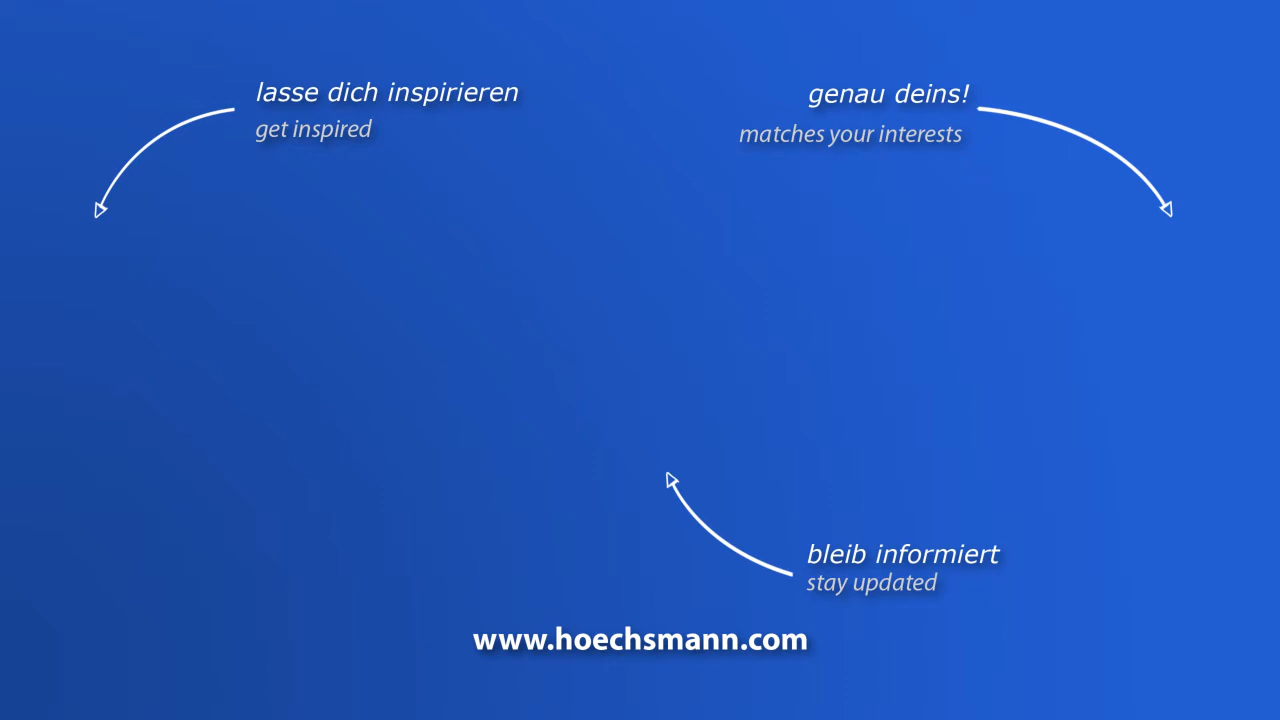 lasse dich inspirieren
get inspired
genau deins!
matches your interests
bleib informiert
stay updated
www.hoechsmann.com